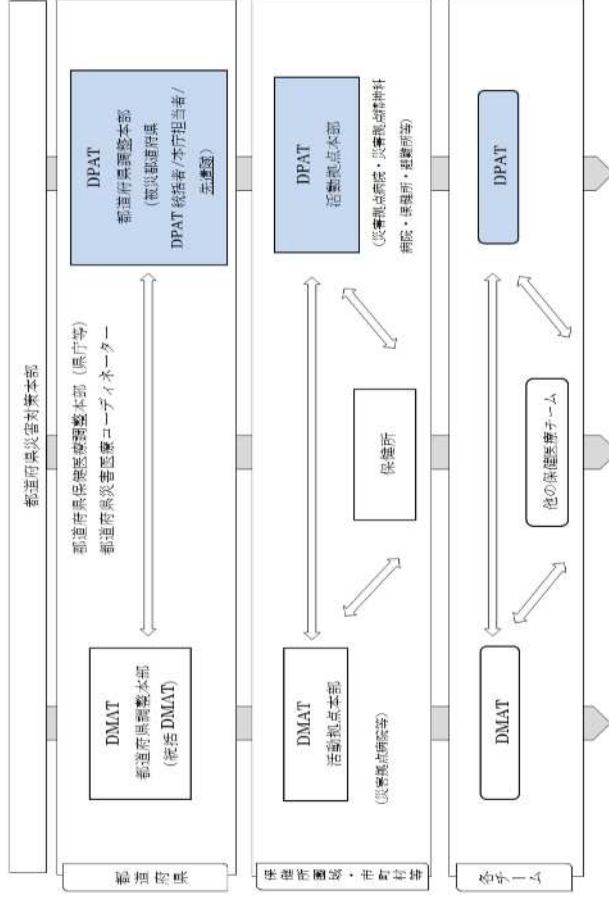 都道府県災害対策本部
都道府県
都道府県保健医療調整本部（県庁等）
都道府県災害医療コーディネーター
DMAT
都道府県調整本部
(統括 DMAT)
DPAT
都道府県調整本部
(被災都道府県
DPAT 統括者/本庁担当者/
先遣隊)
保健所圏域・市町村等
DMAT
活動拠点本部
(災害拠点病院等)
保健所
DPAT
活動拠点本部
(災害拠点病院・災害拠点精神科
病院・保健所・避難所等)
各チーム
DMAT
他の保健医療チーム
DPAT